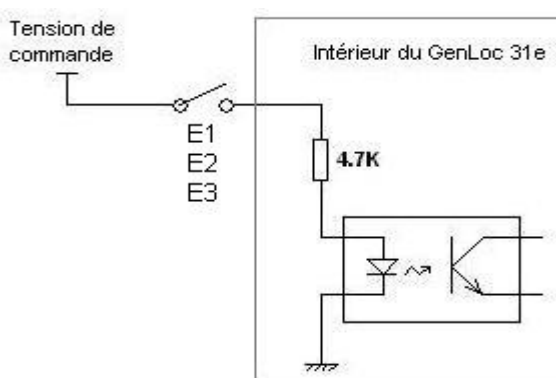 Tension de
commande
Intérieur du GenLoc 31e
E1
E2
E3
4.7K